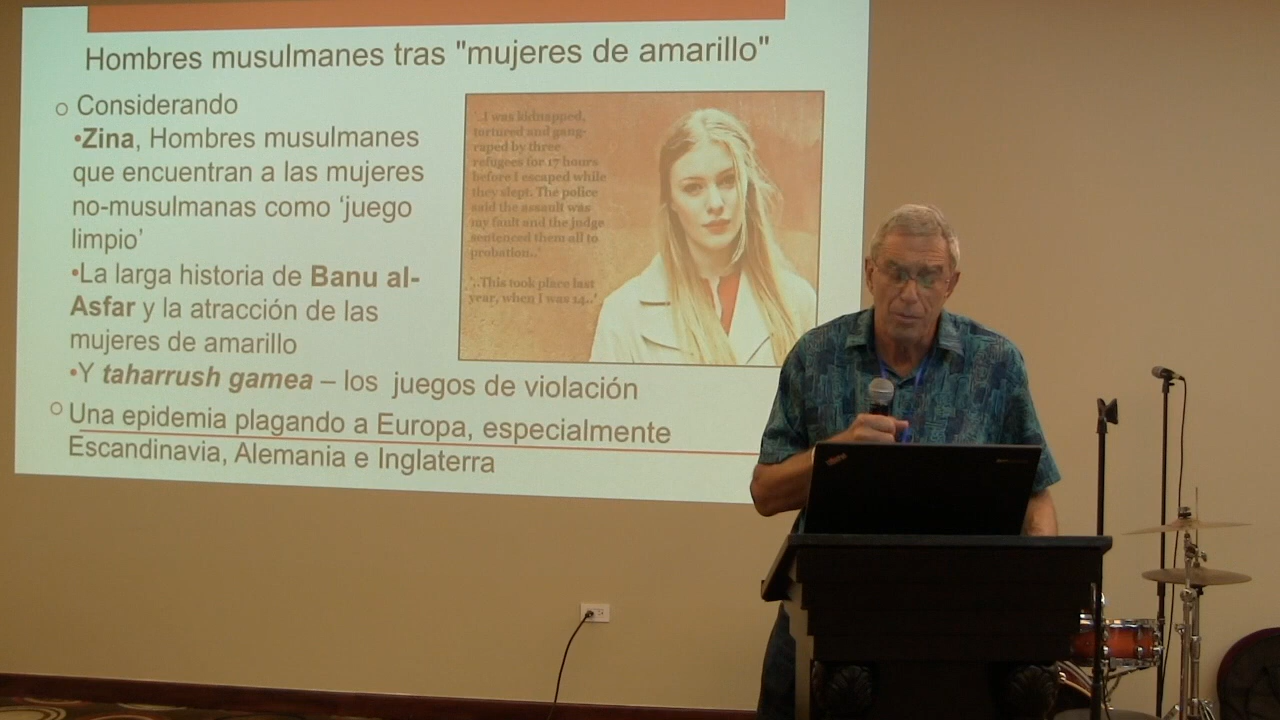 Hombres musulmanes tras "mujeres de amarillo"
Considerando
•Zina, Hombres musulmanes
que encuentran a las mujeres
no-musulmanas como ‘juego
limpio’
•La larga historia de Banu al-
Asfar y la atracción de las
mujeres de amarillo
•Y taharrush gamea – los juegos de violación
Una epidemia plagando a Europa, especialmente
Escandinavia, Alemania e Inglaterra
'..I was kidnapped,
tortured and gang-
raped by three
refugees for 17 hours
before I escaped while
they slept. The police
said the assault was
my fault and the judge
sentenced them all to
probation..'
'..This took place last
year, when I was 14..'